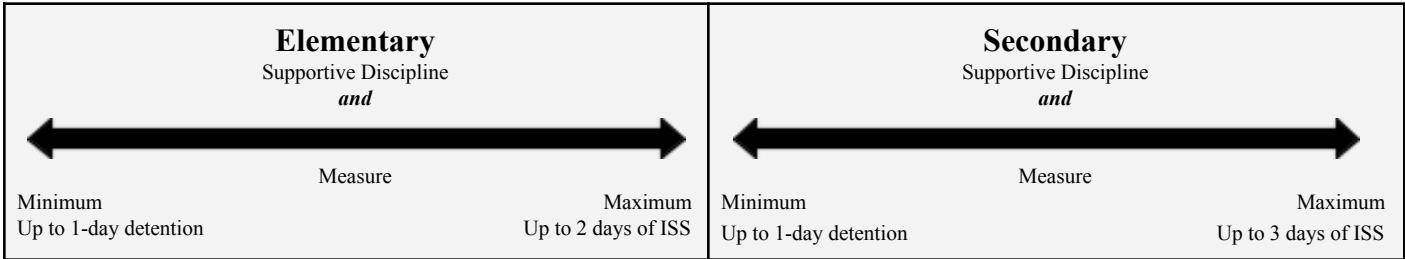 Elementary
Supportive Discipline
and
Measure
Minimum
Maximum
Up to 1-day detention
Up to 2 days of ISS
Secondary
Supportive Discipline
and
Measure
Minimum
Maximum
Up to 1-day detention
Up to 3 days of ISS